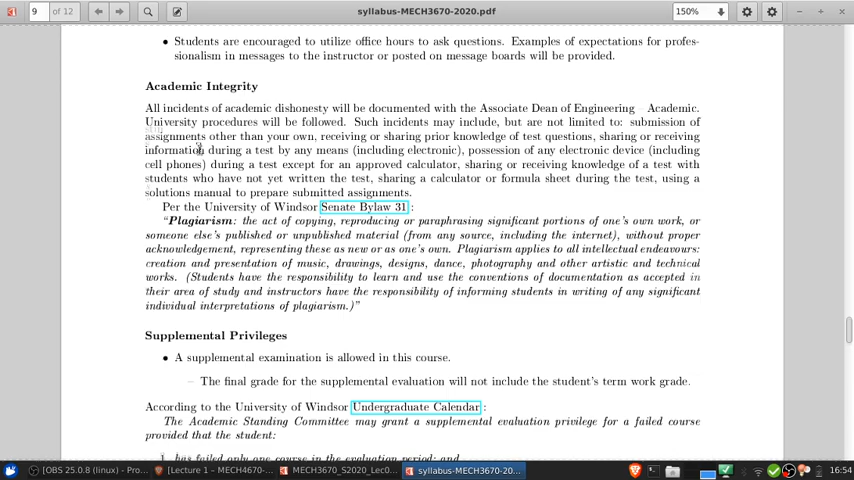 9 of 12
syllabus-MECH3670-2020.pdf
150%
• Students are encouraged to utilize office hours to ask questions. Examples of expectations for profes-
sionalism in messages to the instructor or posted on message boards will be provided.
Academic Integrity
All incidents of academic dishonesty will be documented with the Associate Dean of Engineering – Academic.
University procedures will be followed. Such incidents may include, but are not limited to: submission of
assignments other than your own, receiving or sharing prior knowledge of test questions, sharing or receiving
information during a test by any means (including electronic), possession of any electronic device (including
cell phones) during a test except for an approved calculator, sharing or receiving knowledge of a test with
students who have not yet written the test, sharing a calculator or formula sheet during the test, using a
solutions manual to prepare submitted assignments.
Per the University of Windsor Senate Bylaw 31:
"Plagiarism: the act of copying, reproducing or paraphrasing significant portions of one's own work, or
someone else's published or unpublished material (from any source, including the internet), without proper
acknowledgement, representing these as new or as one's own. Plagiarism applies to all intellectual endeavours:
creation and presentation of music, drawings, designs, dance, photography and other artistic and technical
works. (Students have the responsibility to learn and use the conventions of documentation as accepted in
their area of study and instructors have the responsibility of informing students in writing of any significant
individual interpretations of plagiarism.)"
Supplemental Privileges
• A supplemental examination is allowed in this course.
– The final grade for the supplemental evaluation will not include the student's term work grade.
According to the University of Windsor Undergraduate Calendar:
The Academic Standing Committee may grant a supplemental evaluation privilege for a failed course
provided that the student:
1. has failed only one course in the evaluation period; and
[OBS 25.0.8 (linux) - Pro...
[Lecture 1 – MECH4670-...
MECH3670_S2020_Lec0...
syllabus-MECH3670-20...
16:54